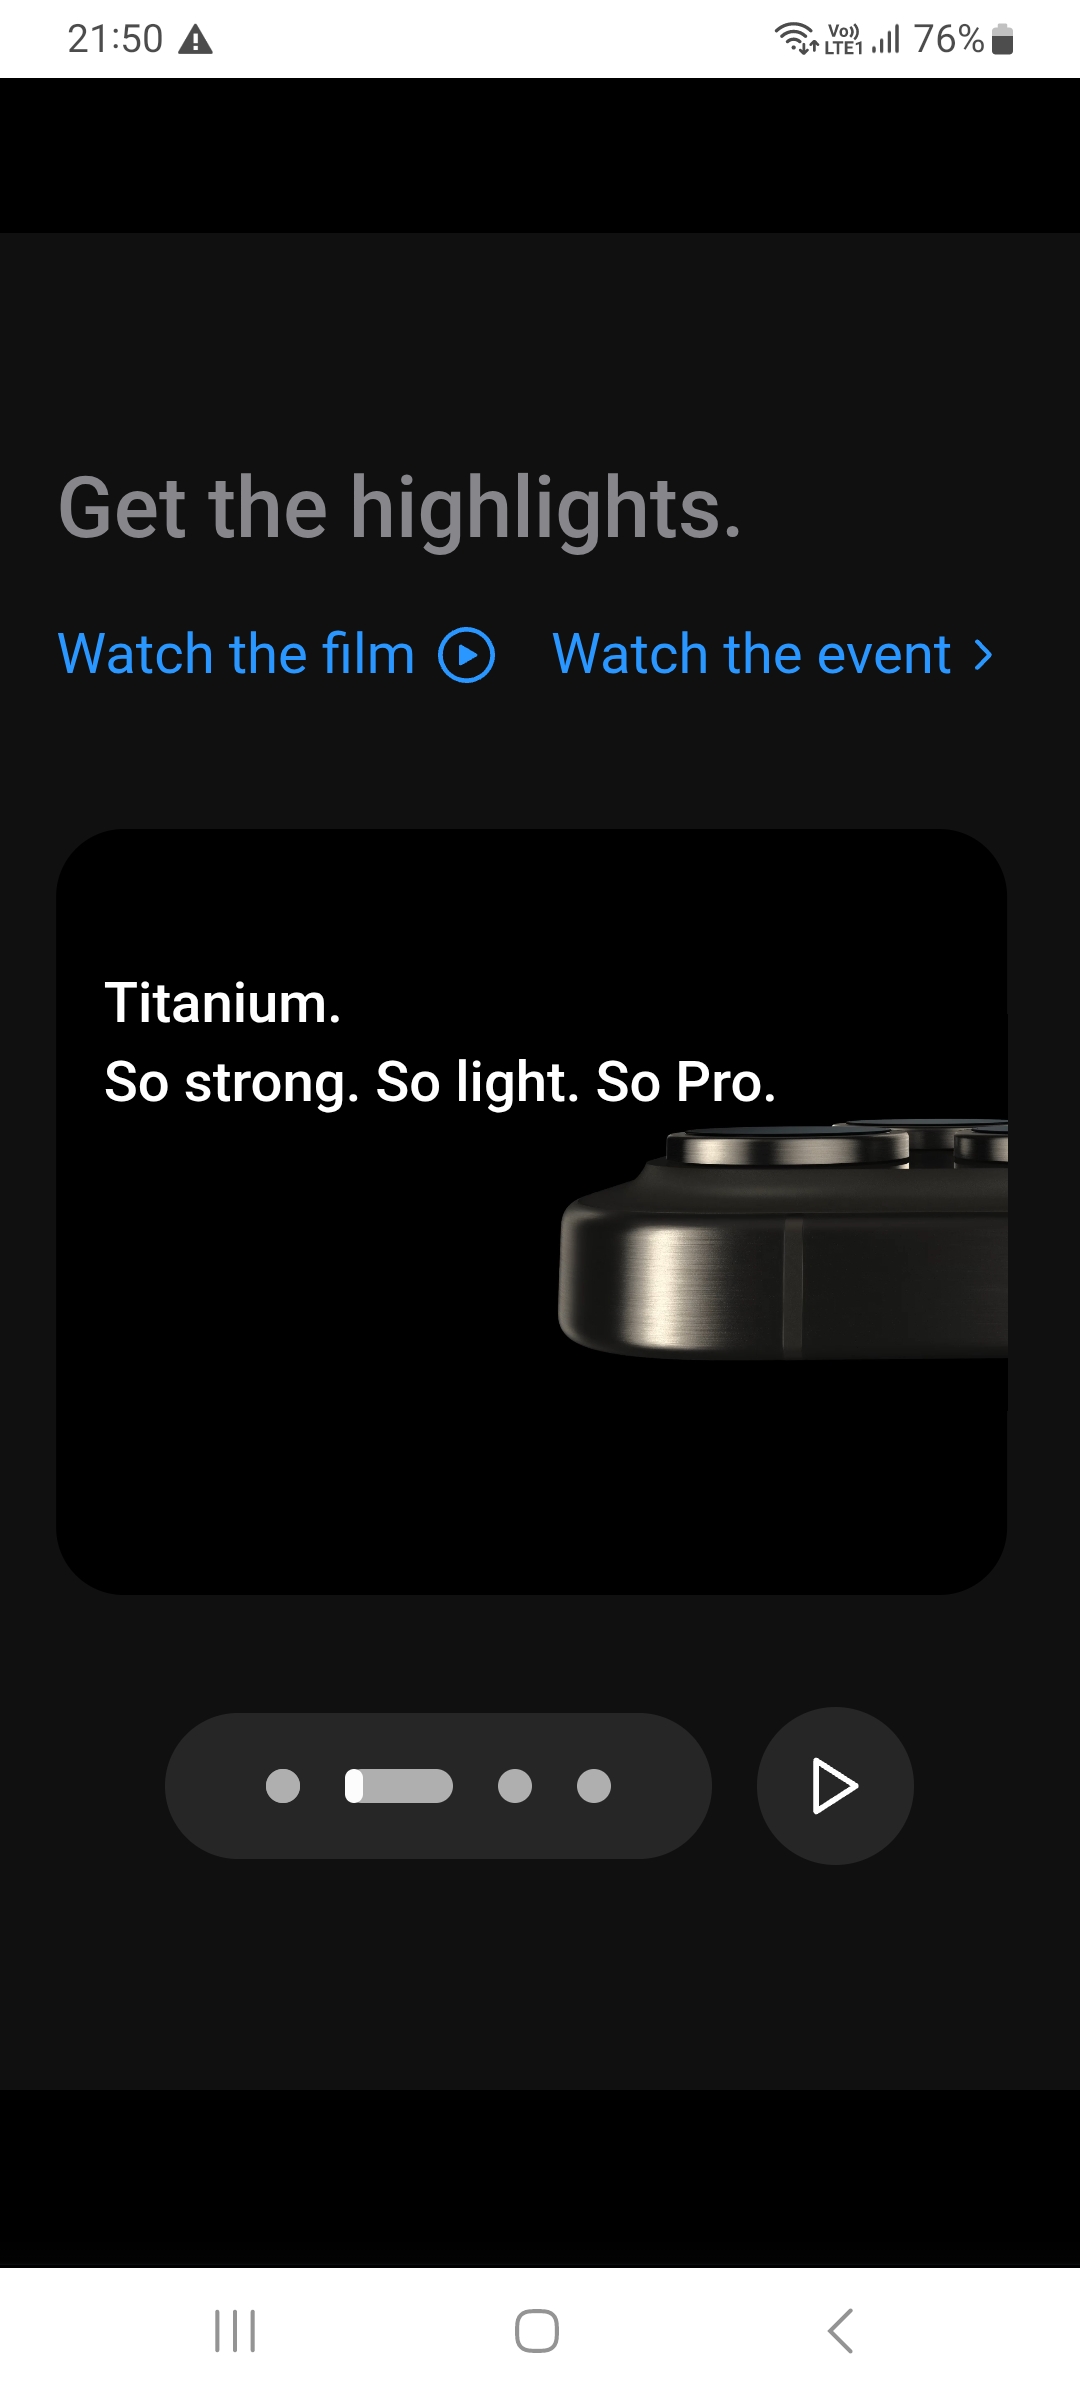 21:50 Vo)) LTE1 76%
Get the highlights.
Watch the film Watch the event
Titanium.
So strong. So light. So Pro.